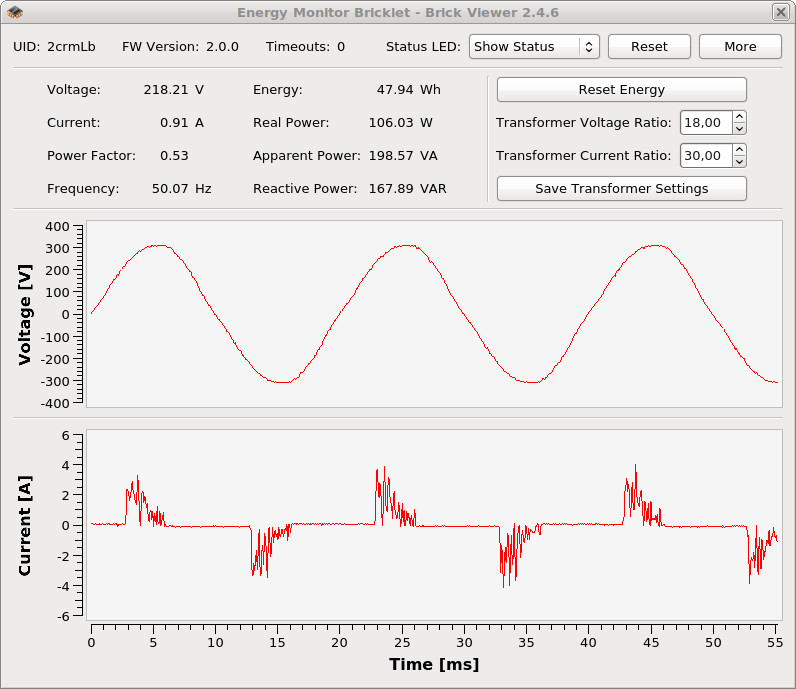 Energy Monitor Bricklet - Brick Viewer 2.4.6
UID: 2crmLb FW Version: 2.0.0 Timeouts: 0 Status LED: Show Status Reset More
Voltage: 218.21 V Energy: 47.94 Wh Reset Energy
Current: 0.91 A Real Power: 106.03 W Transformer Voltage Ratio: 18,00
Power Factor: 0.53 Apparent Power: 198.57 VA Transformer Current Ratio: 30,00
Frequency: 50.07 Hz Reactive Power: 167.89 VAR Save Transformer Settings
Voltage [V]
400
300
200
100
0
-100
-200
-300
-400
Current [A]
6
4
2
0
-2
-4
-6
0 5 10 15 20 25 30 35 40 45 50 55
Time [ms]